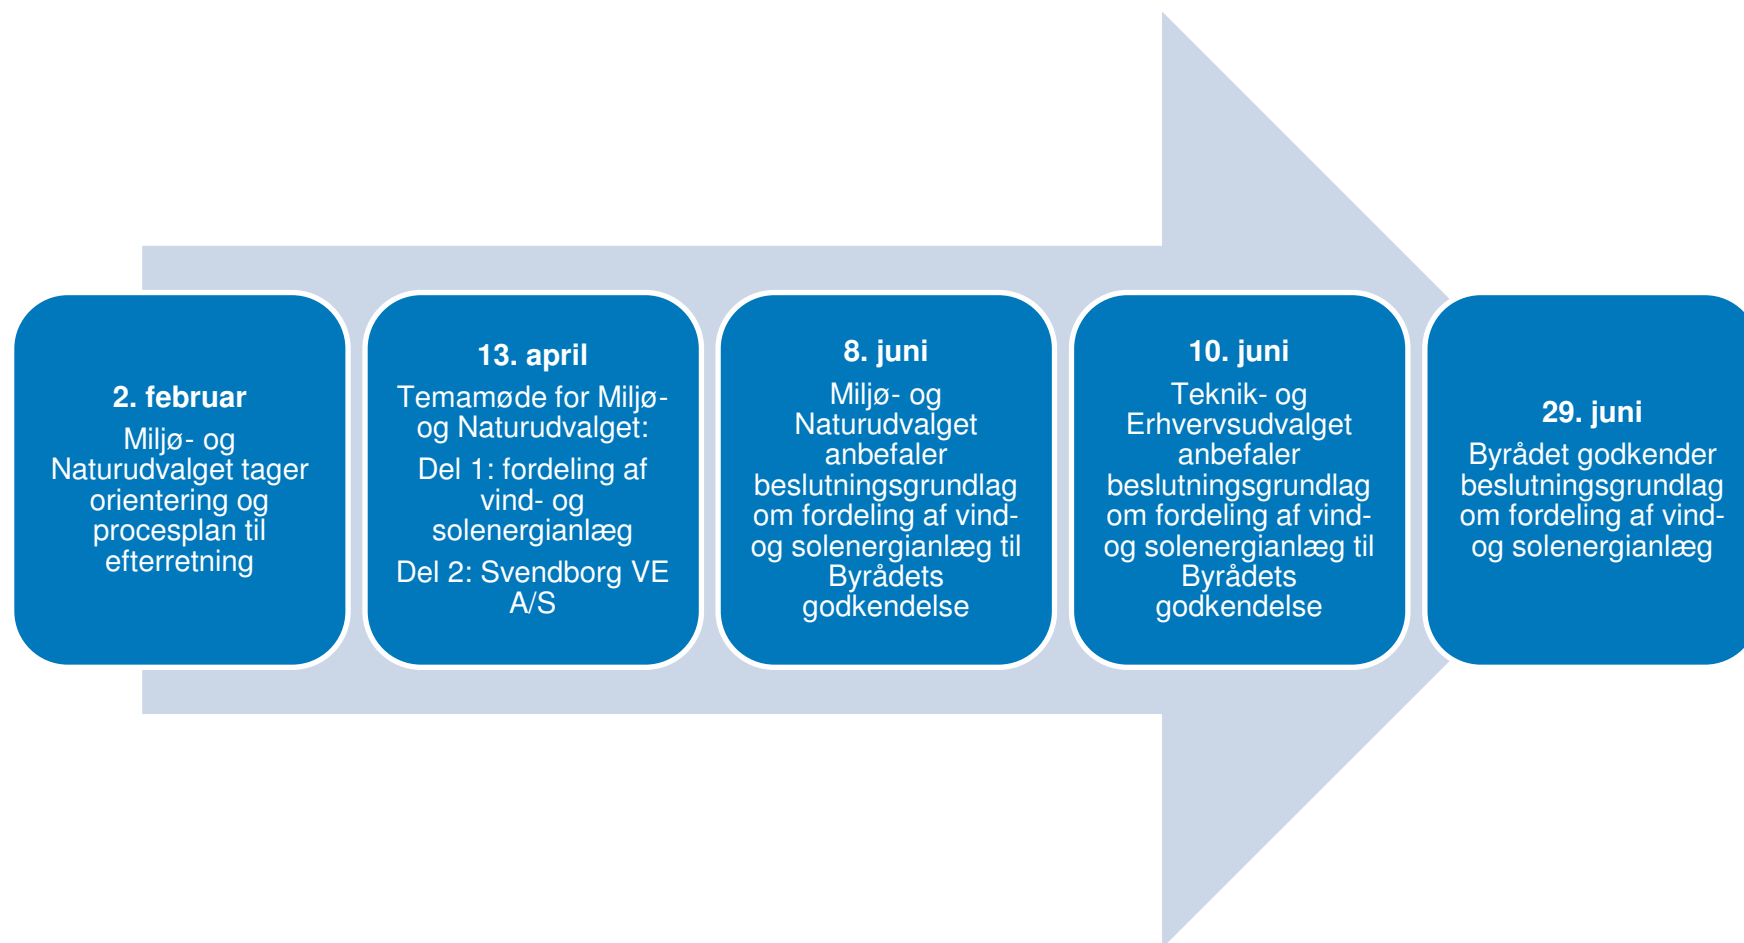 2. februar
Miljø- og
Naturudvalget tager
orientering og
procesplan til
efterretning
13. april
Temamøde for Miljø-
og Naturudvalget:
Del 1: fordeling af
vind- og
solenergianlæg
Del 2: Svendborg VE
A/S
8. juni
Miljø- og
Naturudvalget
anbefaler
beslutningsgrundlag
om fordeling af vind-
og solenergianlæg til
Byrådets
godkendelse
10. juni
Teknik- og
Erhvervsudvalget
anbefaler
beslutningsgrundlag
om fordeling af vind-
og solenergianlæg til
Byrådets
godkendelse
29. juni
Byrådet godkender
beslutningsgrundlag
om fordeling af vind-
og solenergianlæg